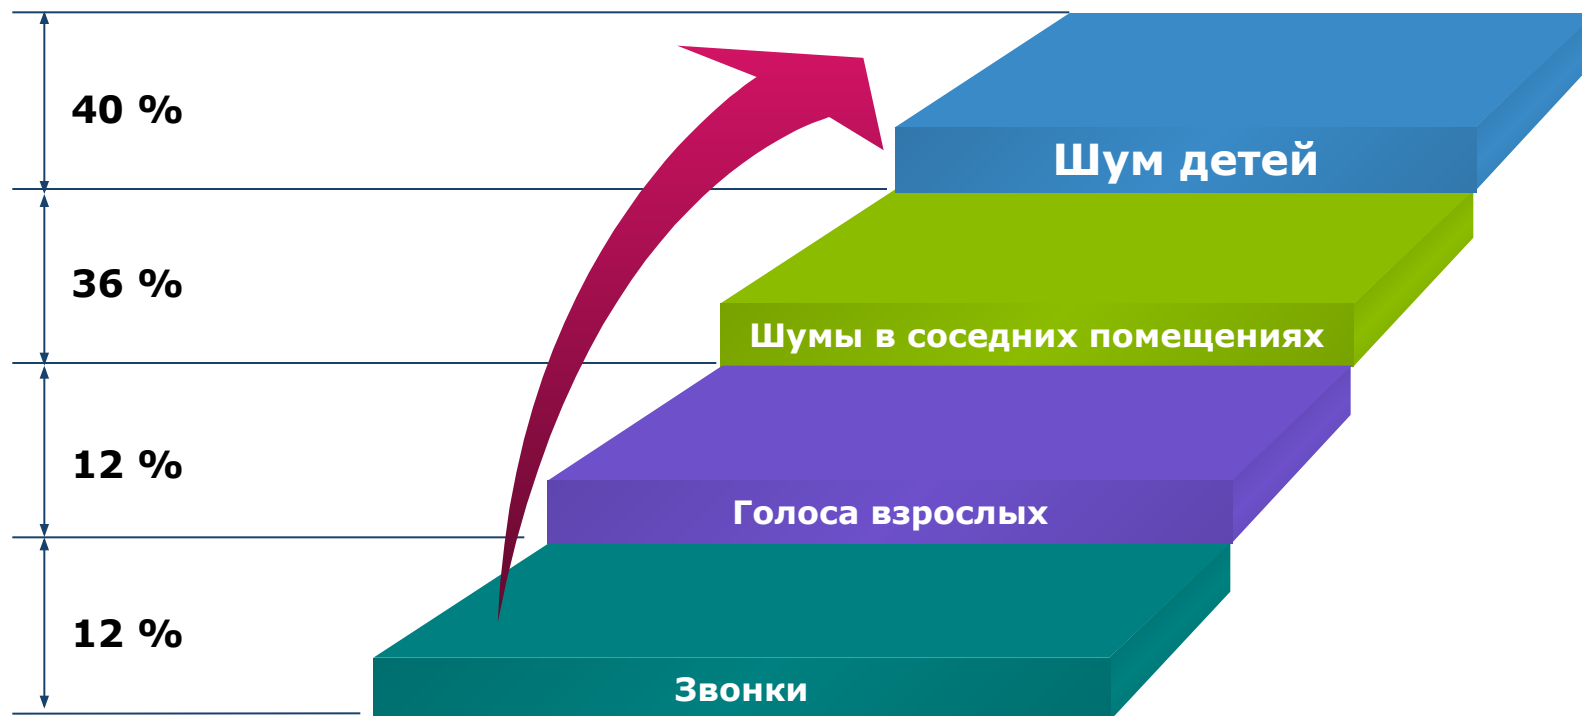 40 %
Шум детей
36 %
Шумы в соседних помещениях
12 %
Голоса взрослых
12 %
Звонки